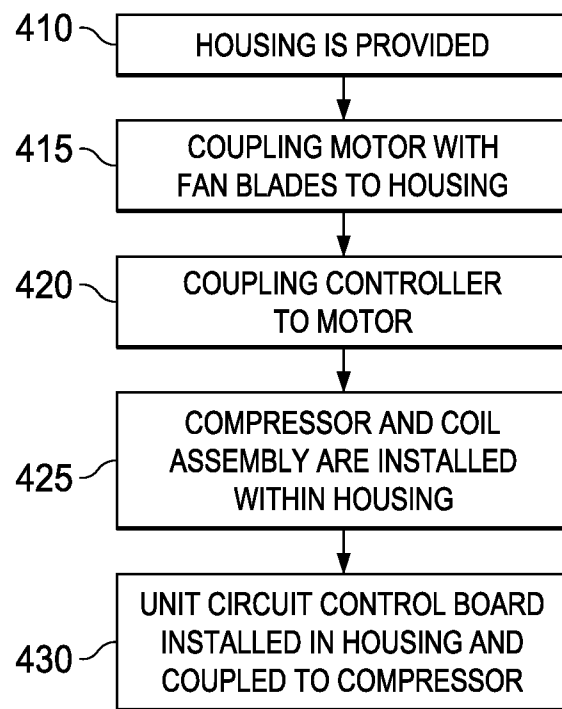 410
HOUSING IS PROVIDED
415
COUPLING MOTOR WITH
FAN BLADES TO HOUSING
420
COUPLING CONTROLLER
TO MOTOR
425
COMPRESSOR AND COIL
ASSEMBLY ARE INSTALLED
WITHIN HOUSING
430
UNIT CIRCUIT CONTROL BOARD
INSTALLED IN HOUSING AND
COUPLED TO COMPRESSOR